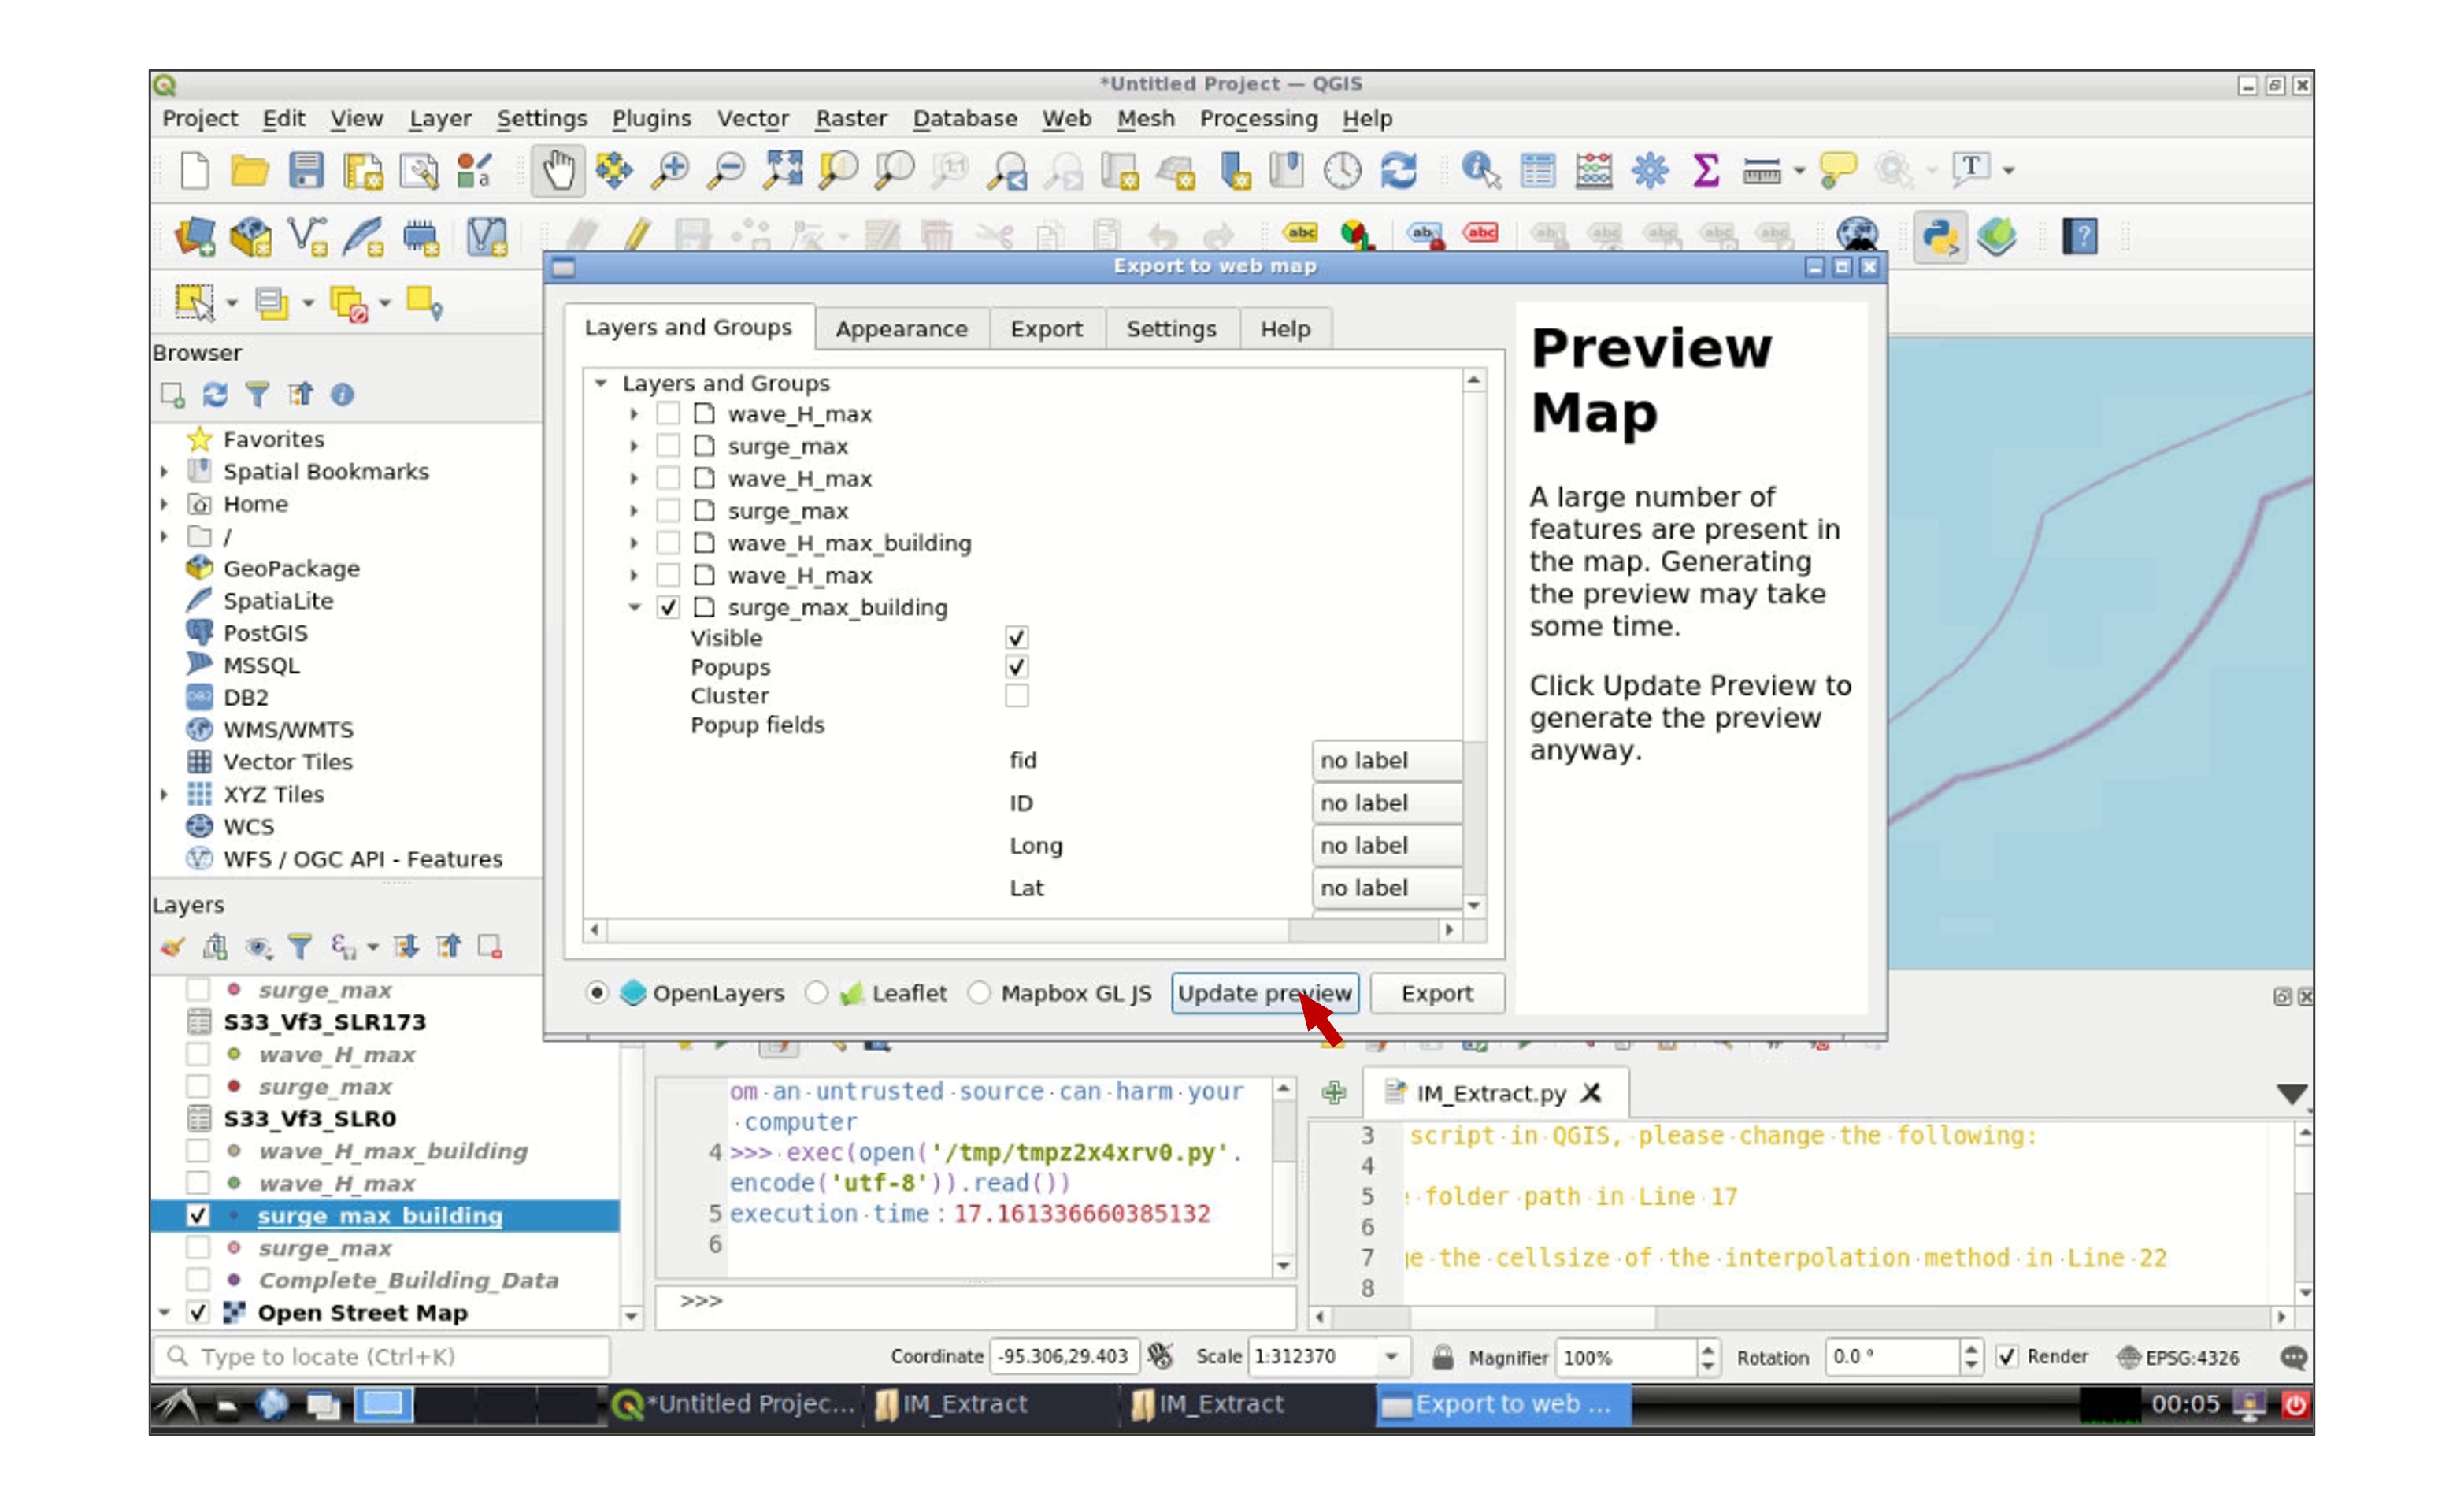 *Untitled Project — QGIS
Project Edit View Layer Settings Plugins Vector Raster Database Web Mesh Processing Help
Export to web map
Layers and Groups Appearance Export Settings Help
Browser
Favorites
Spatial Bookmarks
Home
/
GeoPackage
SpatiaLite
PostGIS
MSSQL
DB2
WMS/WMTS
Vector Tiles
XYZ Tiles
WCS
WFS / OGC API - Features
Layers and Groups
wave_H_max
surge_max
wave_H_max
surge_max
wave_H_max_building
wave_H_max
surge_max_building
Visible
Popups
Cluster
Popup fields
fid no label
ID no label
Long no label
Lat no label
OpenLayers Leaflet Mapbox GL JS Update preview Export
Preview
Map
A large number of
features are present in
the map. Generating
the preview may take
some time.
Click Update Preview to
generate the preview
anyway.
Layers
surge_max
S33_Vf3_SLR173
wave_H_max
surge_max
S33_Vf3_SLR0
wave_H_max_building
wave_H_max
surge_max_building
surge_max
Complete_Building_Data
Open Street Map
om·an·untrusted·source·can·harm·your
·computer
4 >>>·exec(open('/tmp/tmpz2x4xrv0.py'.
encode('utf-8')).read())
5 execution·time:17.161336660385132
6
>>>
IM_Extract.py
3 script·in·QGIS,·please·change·the·following:
4
5 folder·path·in·Line·17
6
7 e·the·cellsize·of·the·interpolation·method·in·Line·22
8
Type to locate (Ctrl+K)
Coordinate -95.306,29.403 Scale 1:312370 Magnifier 100% Rotation 0.0 ° Render EPSG:4326
*Untitled Projec... IM_Extract IM_Extract Export to web ... 00:05